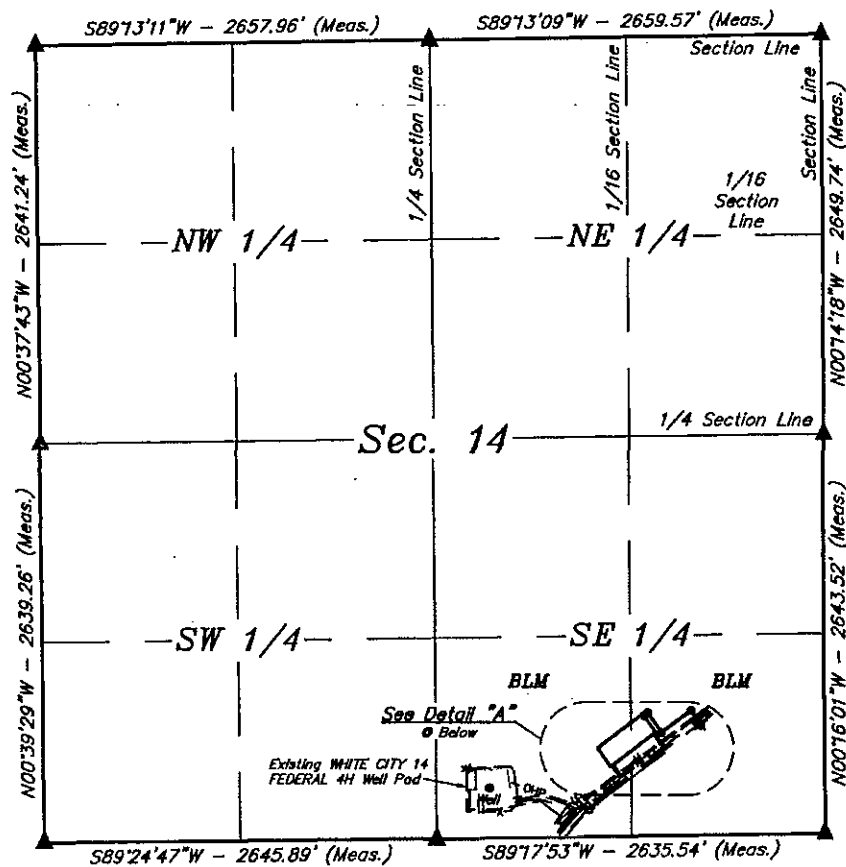 S89°13'11"W - 2657.96' (Meas.)
S89°13'09"W - 2659.57' (Meas.)
Section Line
N00°37'43"W - 2641.24' (Meas.)
1/4 Section Line
1/16 Section Line
Section Line
N00°14'18"W - 2649.74' (Meas.)
1/16
Section
Line
NW 1/4
NE 1/4
Sec. 14
1/4 Section Line
N00°39'29"W - 2639.26' (Meas.)
N00°16'01"W - 2643.52' (Meas.)
SW 1/4
SE 1/4
BLM
BLM
See Detail "A"
@ Below
Existing WHITE CITY 14
FEDERAL 4H Well Pad
Well
OHP
S89°24'47"W - 2645.89' (Meas.)
S89°17'53"W - 2635.54' (Meas.)